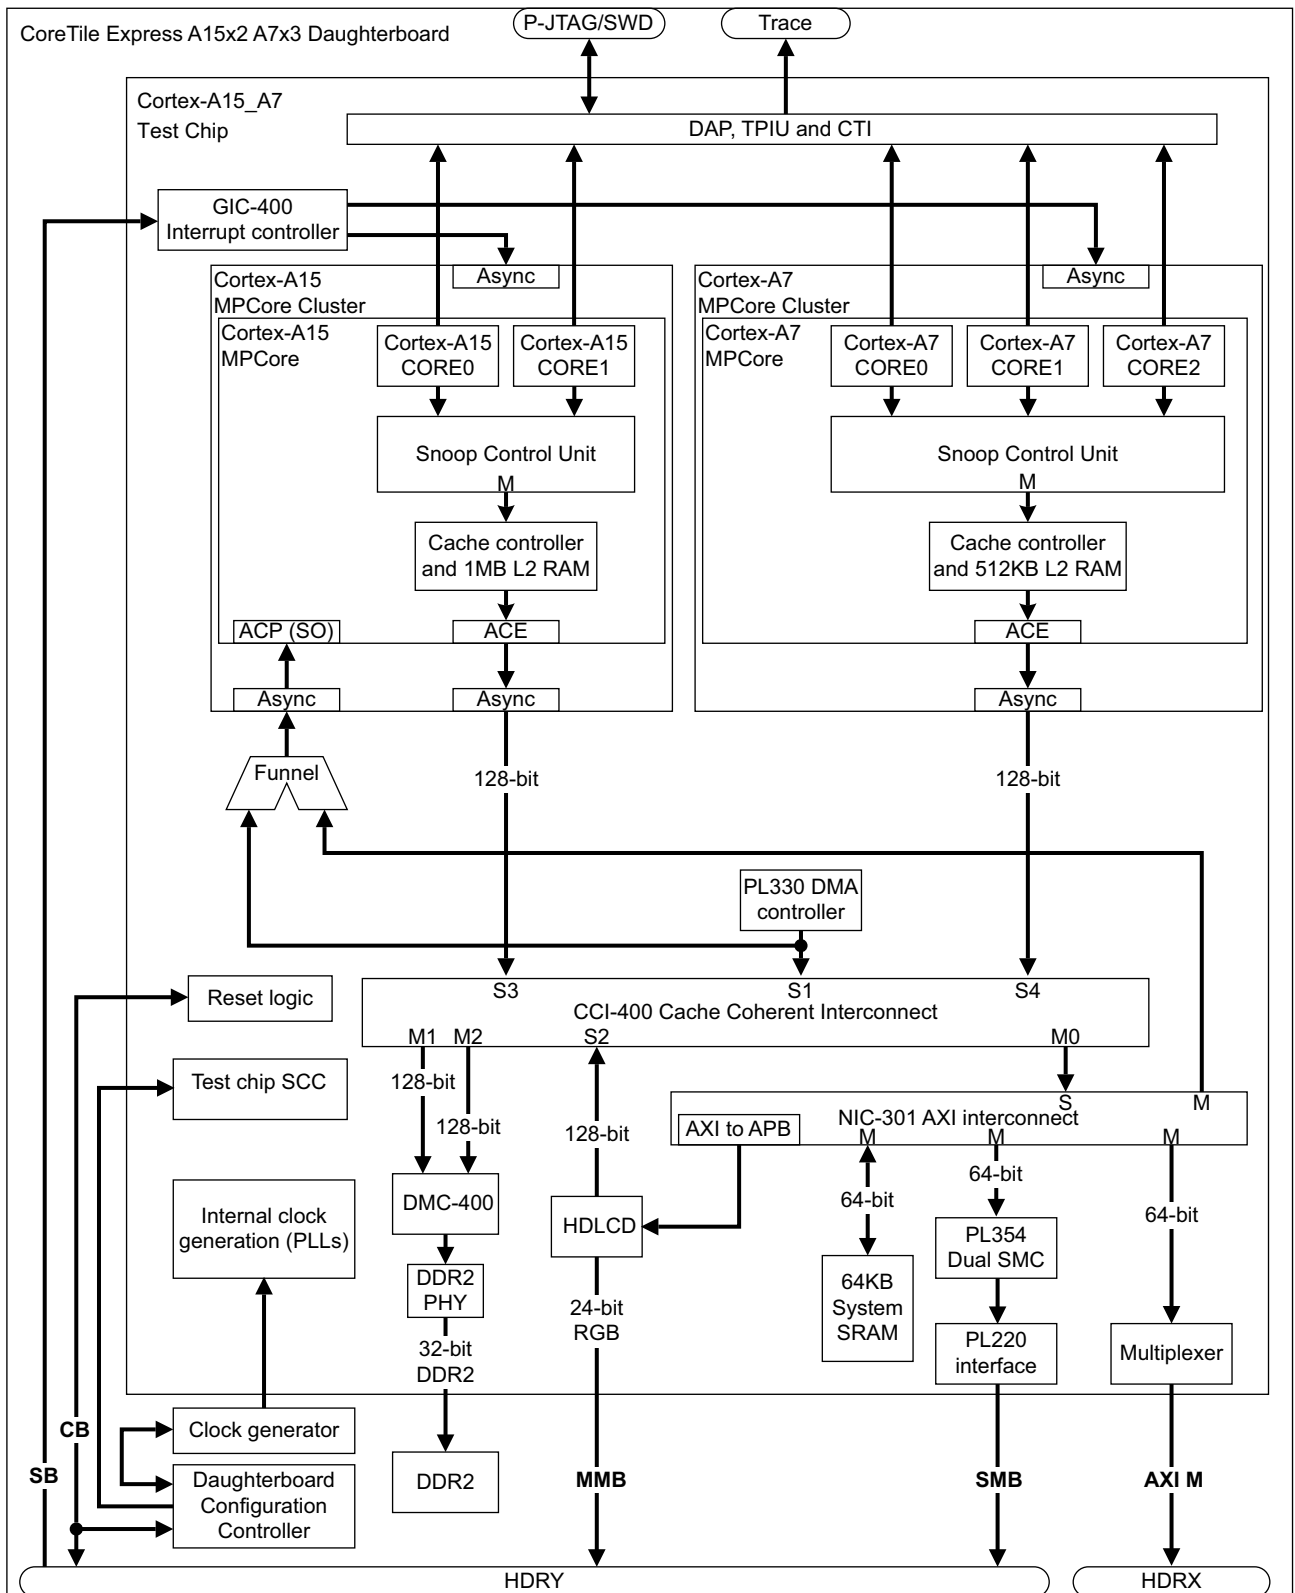 P-JTAG/SWD
Trace
CoreTile Express A15x2 A7x3 Daughterboard
Cortex-A15_A7
Test Chip
DAP, TPIU and CTI
GIC-400
Interrupt controller
Cortex-A15
MPCore Cluster
Async
Cortex-A15
MPCore
Cortex-A15
CORE0
Cortex-A15
CORE1
Snoop Control Unit
M
Cache controller
and 1MB L2 RAM
ACP (SO)
ACE
Async
Async
Cortex-A7
MPCore Cluster
Async
Cortex-A7
MPCore
Cortex-A7
CORE0
Cortex-A7
CORE1
Cortex-A7
CORE2
Snoop Control Unit
M
Cache controller
and 512KB L2 RAM
ACE
Async
Funnel
128-bit
128-bit
PL330 DMA
controller
Reset logic
S3
S1
S4
CCI-400 Cache Coherent Interconnect
M1
M2
S2
M0
Test chip SCC
128-bit
128-bit
128-bit
S
M
NIC-301 AXI interconnect
AXI to APB
M
M
M
Internal clock
generation (PLLs)
DMC-400
HDLCD
64-bit
64-bit
64-bit
PL354
Dual SMC
DDR2
PHY
24-bit
RGB
64KB
System
SRAM
32-bit
DDR2
PL220
interface
Multiplexer
Clock generator
CB
SB
Daughterboard
Configuration
Controller
DDR2
MMB
SMB
AXI M
HDRY
HDRX